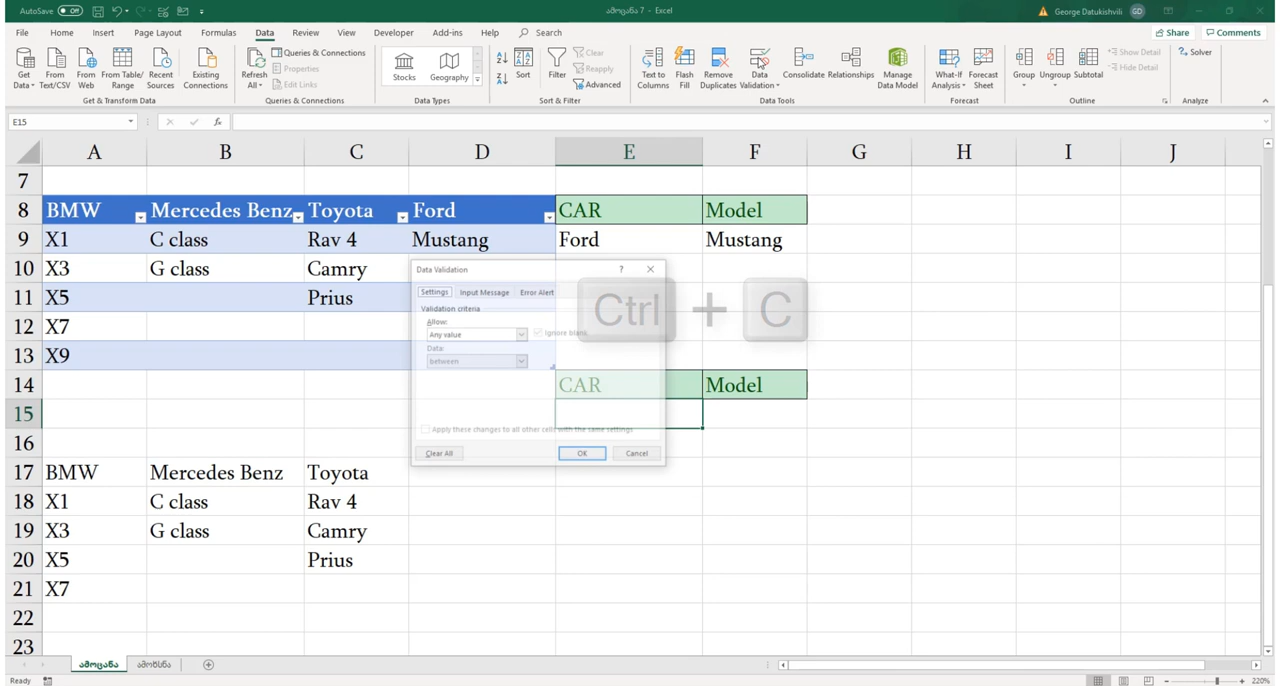 AutoSave Off
ამოცანა 7 - Excel
George Datukishvili GD
File Home Insert Page Layout Formulas Data Review View Developer Add-ins Help Search
Share Comments
Get Data From Text/CSV From Web From Table/ Range Recent Sources Existing Connections
Get & Transform Data
Refresh All Queries & Connections Properties Edit Links
Queries & Connections
Stocks Geography
Data Types
Sort Filter Clear Reapply Advanced
Sort & Filter
Text to Columns Flash Fill Remove Duplicates Data Validation Consolidate Relationships Manage Data Model
Data Tools
What-If Analysis Forecast Sheet
Forecast
Group Ungroup Subtotal Show Detail Hide Detail
Outline
Solver
Analyze
E15 fx
A B C D E F G H I J
7
8 BMW Mercedes Benz Toyota Ford CAR Model
9 X1 C class Rav 4 Mustang Ford Mustang
10 X3 G class Camry
11 X5 Prius
12 X7
13 X9
14 CAR Model
15
16
17 BMW Mercedes Benz Toyota
18 X1 C class Rav 4
19 X3 G class Camry
20 X5 Prius
21 X7
22
23
Data Validation ?
Settings Input Message Error Alert
Validation criteria
Allow:
Any value Ignore blank
Data:
between
Apply these changes to all other cells with the same settings
Clear All OK Cancel
Ctrl + C
ამოცანა ამოხსნა
Ready 220%